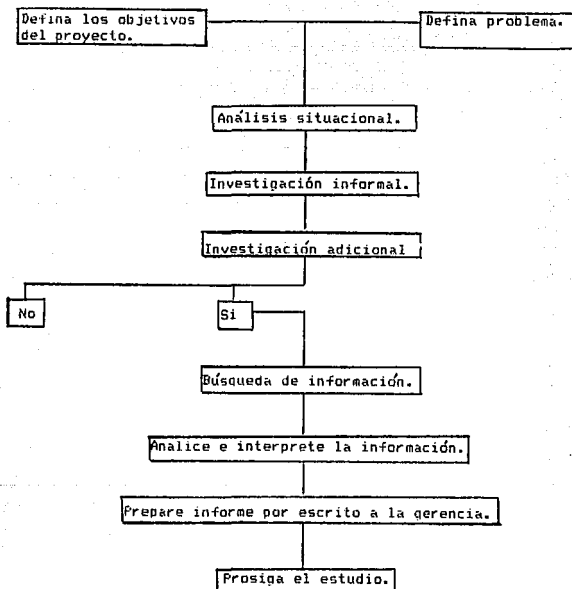 Defina los objetivos
del proyecto.
Defina problema.
Análisis situacional.
Investigación informal.
Investigación adicional
No
Si
Búsqueda de información.
Analice e interprete la información.
Prepare informe por escrito a la gerencia.
Prosiga el estudio.